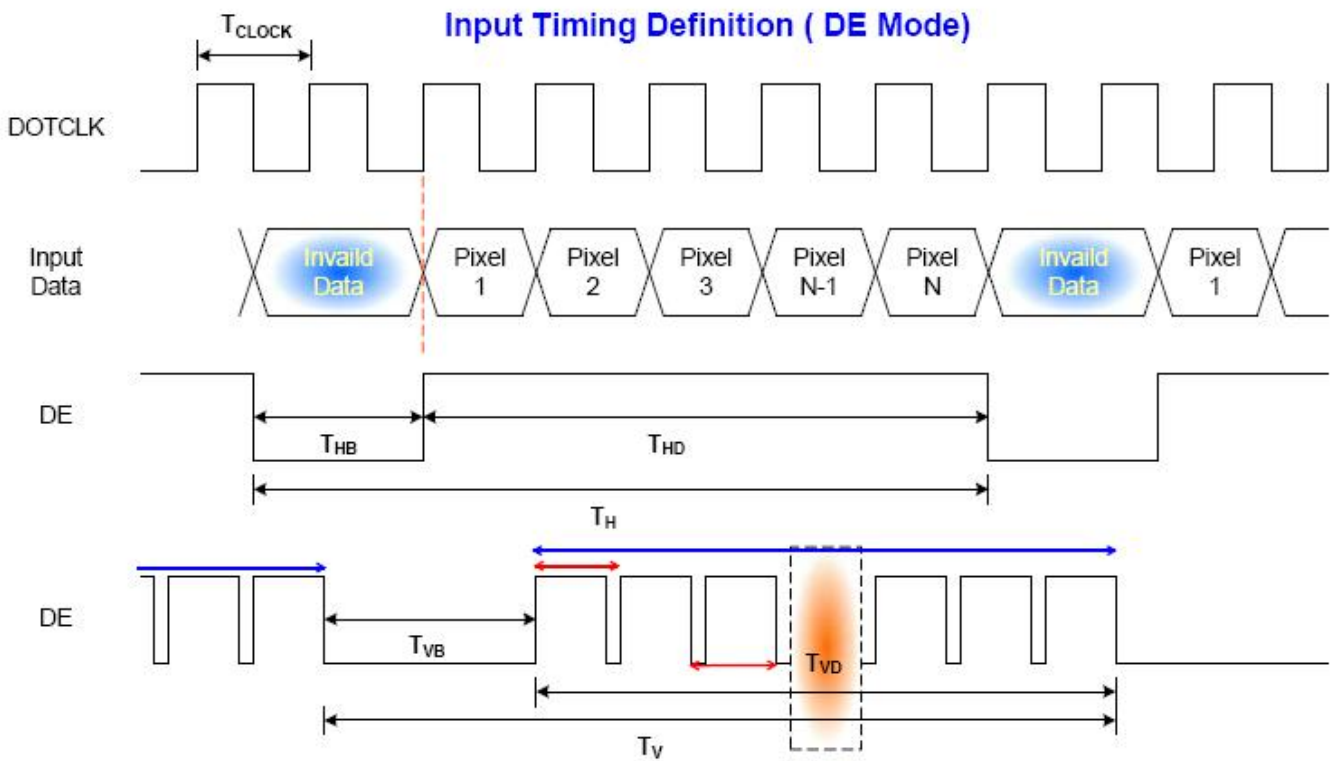 Input Timing Definition ( DE Mode)
TCLOCK
DOTCLK
Input
Data
Invaild
Data
Pixel
1
Pixel
2
Pixel
3
Pixel
N-1
Pixel
N
Invaild
Data
Pixel
1
DE
THB
THD
TH
DE
TVB
TVD
TV